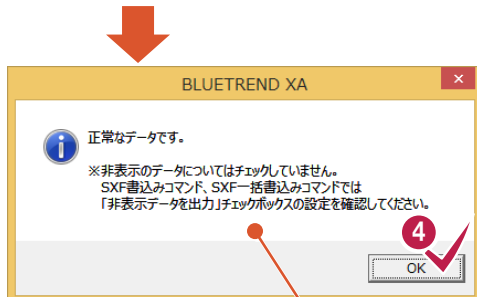 BLUETREND XA
正常なデータです。
※非表示のデータについてはチェックしていません。
SXF書込みコマンド、SXF一括書込みコマンドでは
「非表示データを出力」チェックボックスの設定を確認してください。
4
OK